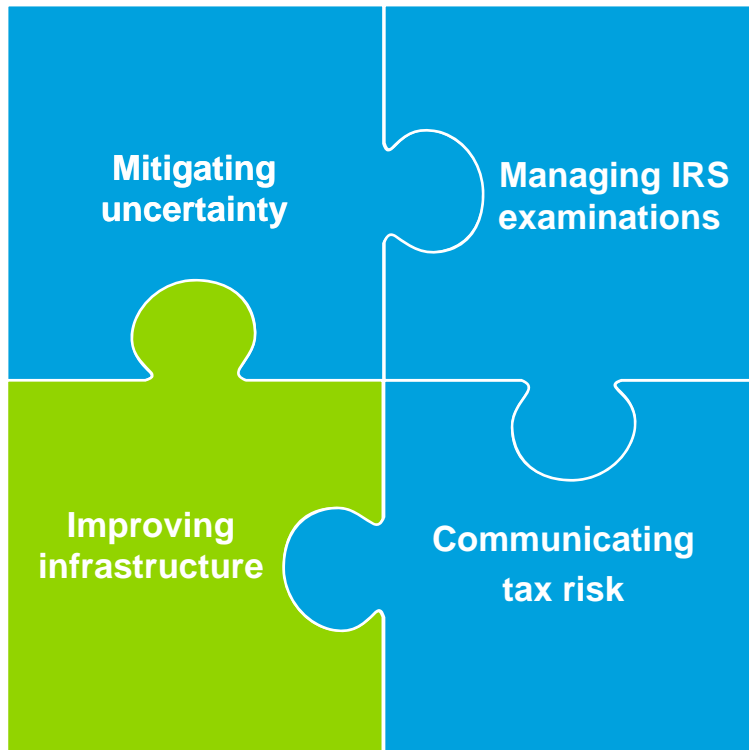 Mitigating
uncertainty
Managing IRS
examinations
Improving
infrastructure
Communicating
tax risk